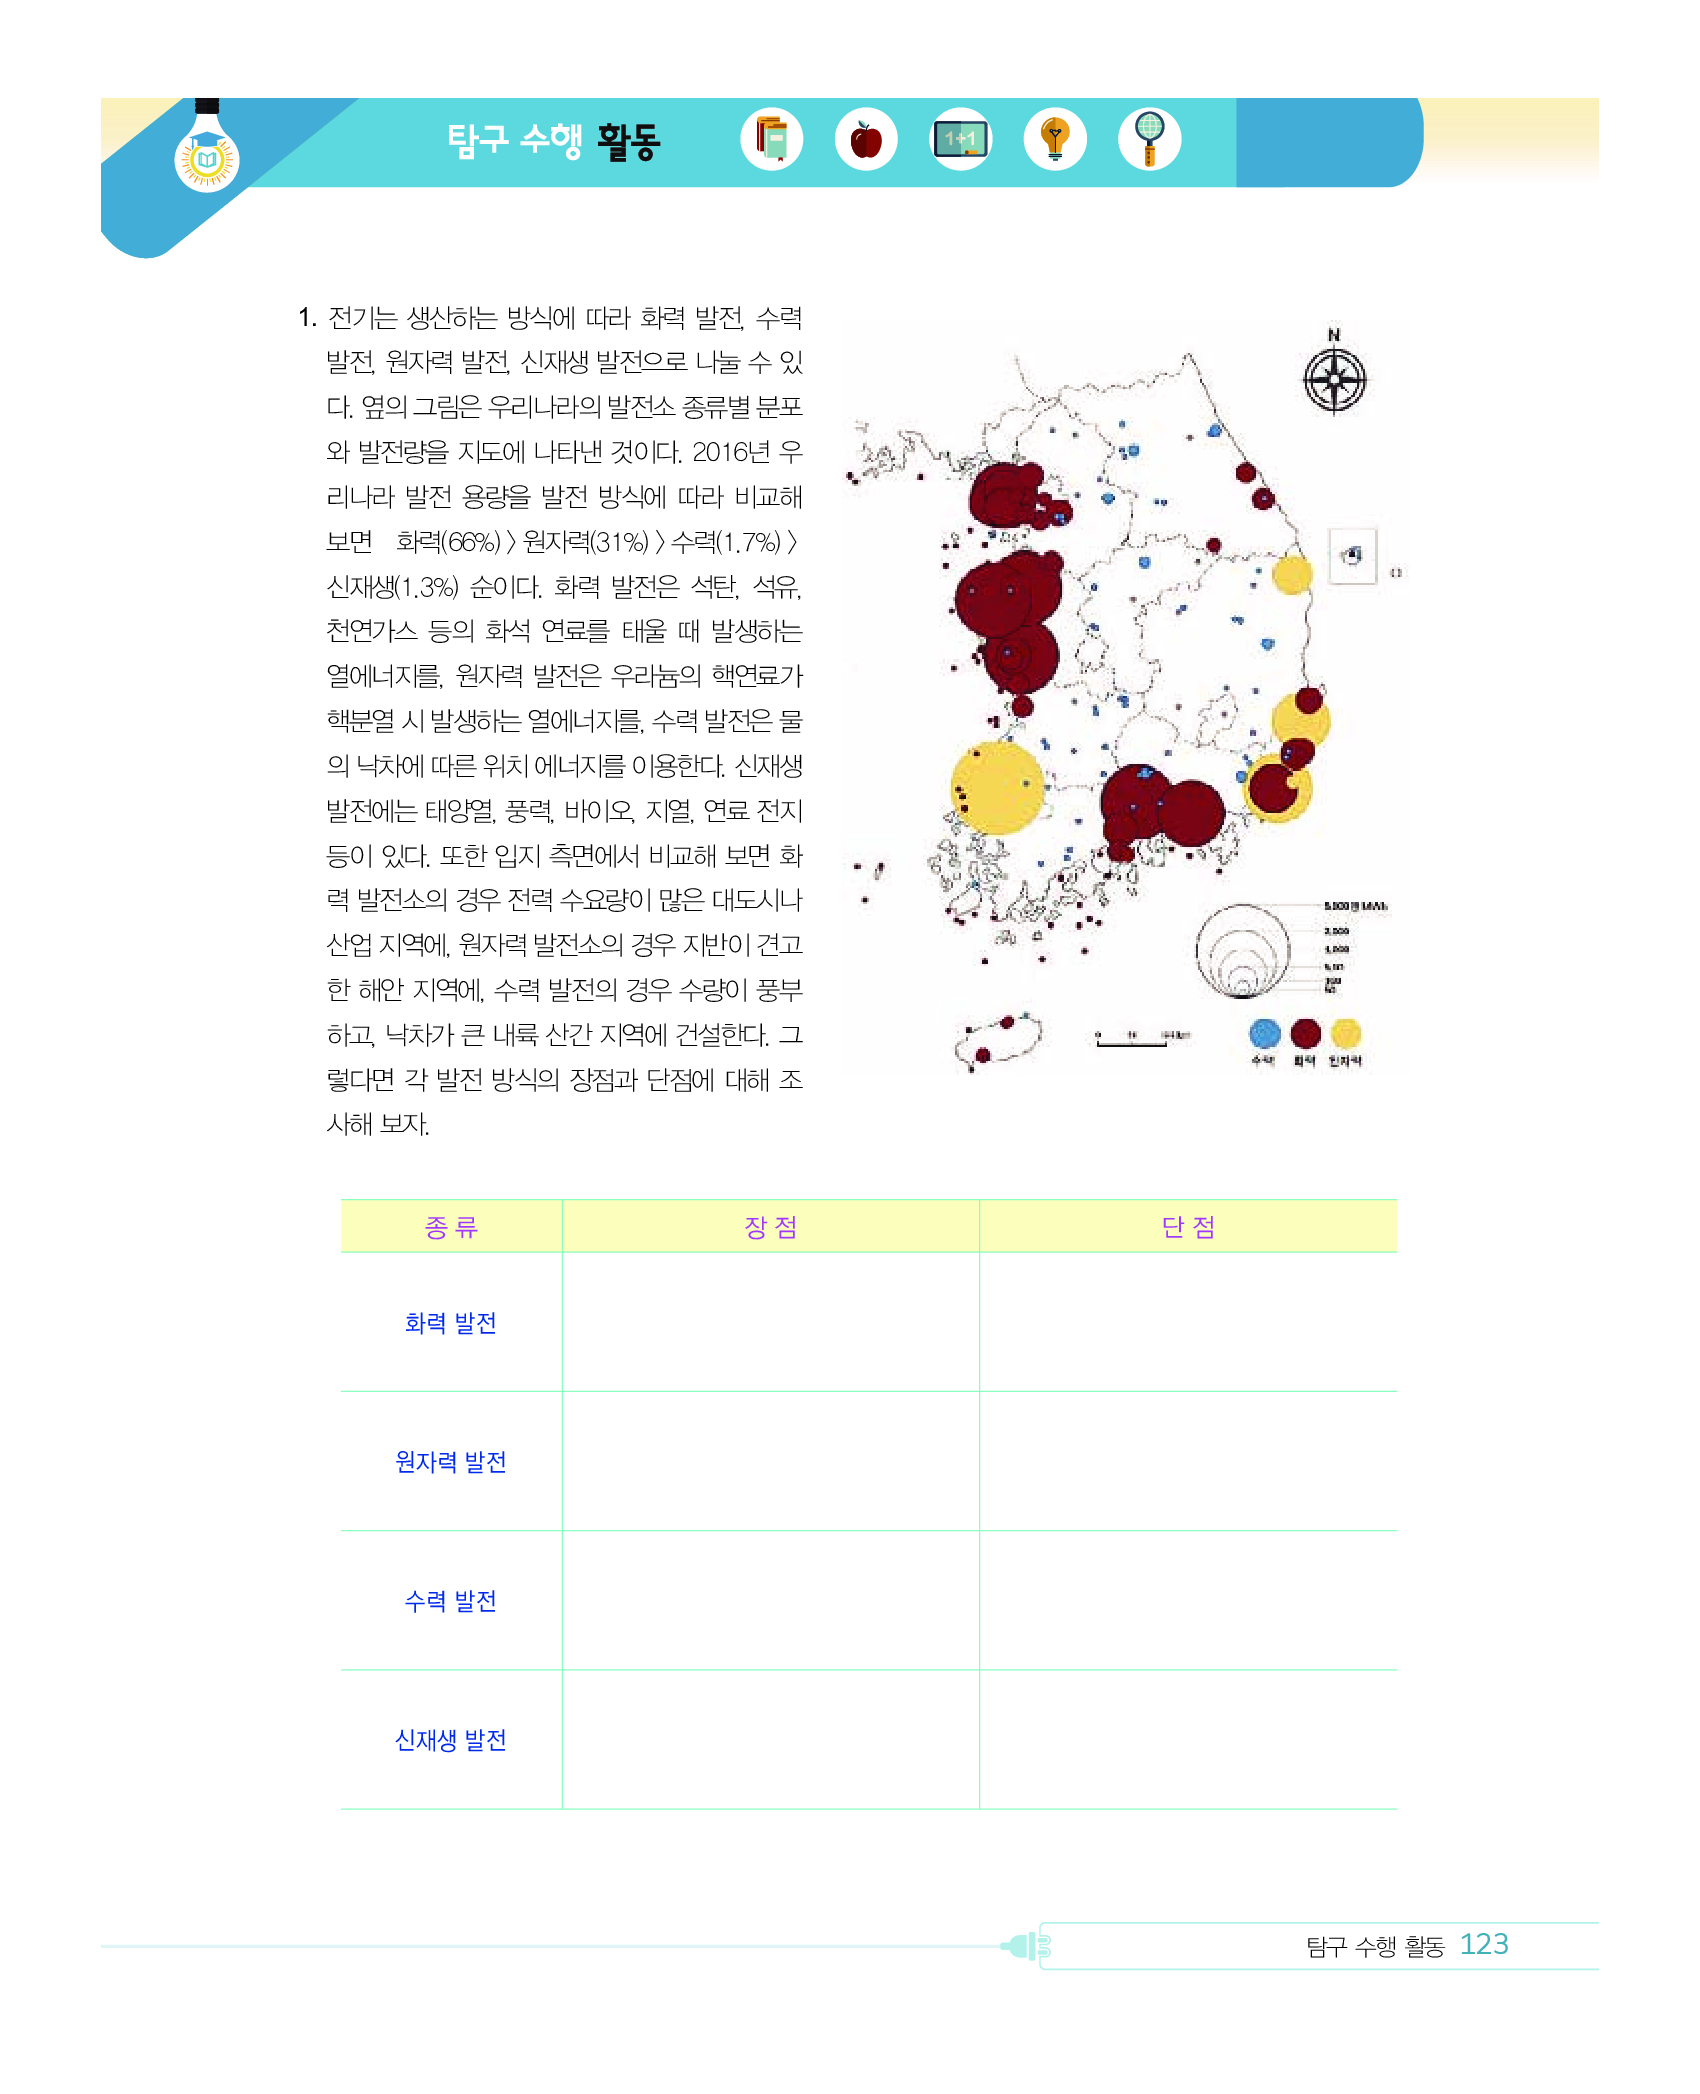 탐구 수행 활동
1+1
1. 전기는 생산하는 방식에 따라 화력 발전, 수력
발전, 원자력 발전, 신재생 발전으로 나눌 수 있
다. 옆의 그림은 우리나라의 발전소 종류별 분포
와 발전량을 지도에 나타낸 것이다. 2016년 우
리나라 발전 용량을 발전 방식에 따라 비교해
보면 화력(66%) > 원자력(31%) > 수력(1.7%) >
신재생(1.3%) 순이다. 화력 발전은 석탄, 석유,
천연가스 등의 화석 연료를 태울 때 발생하는
열에너지를, 원자력 발전은 우라늄의 핵연료가
핵분열 시 발생하는 열에너지를, 수력 발전은 물
의 낙차에 따른 위치 에너지를 이용한다. 신재생
발전에는 태양열, 풍력, 바이오, 지열, 연료 전지
등이 있다. 또한 입지 측면에서 비교해 보면 화
력 발전소의 경우 전력 수요량이 많은 대도시나
산업 지역에, 원자력 발전소의 경우 지반이 견고
한 해안 지역에, 수력 발전의 경우 수량이 풍부
하고, 낙차가 큰 내륙 산간 지역에 건설한다. 그
렇다면 각 발전 방식의 장점과 단점에 대해 조
사해 보자.
N
수력 화력 원자력
종 류 장 점 단 점
화력 발전
원자력 발전
수력 발전
신재생 발전
탐구 수행 활동 123